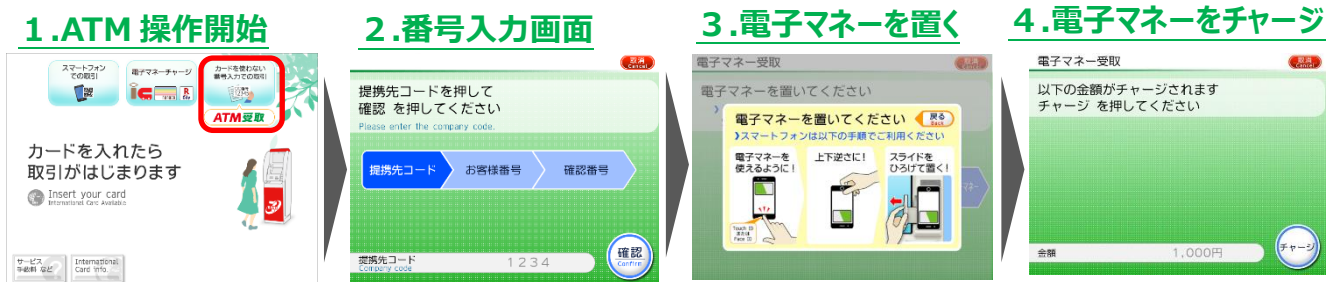 1.ATM 操作開始
スマートフォン
での取引
電子マネーチャージ
カードを使わない
番号入力での取引
ATM受取
カードを入れたら
取引がはじまります
Insert your card
International Card Available
サービス
手数料 など
International
Card info.
2.番号入力画面
取消
Cancel
提携先コードを押して
確認 を押してください
Please enter the company code.
提携先コード
お客様番号
確認番号
提携先コード
Company code
1234
確認
Confirm
3.電子マネーを置く
電子マネー受取
取消
Cancel
電子マネーを置いてください
電子マネーを置いてください
戻る
Back
スマートフォンは以下の手順でご利用ください
電子マネーを
使えるように!
上下逆さに!
スライドを
ひろげて置く!
Touch ID
または
Face ID
4.電子マネーをチャージ
電子マネー受取
取消
Cancel
以下の金額がチャージされます
チャージ を押してください
金額
1,000円
チャージ